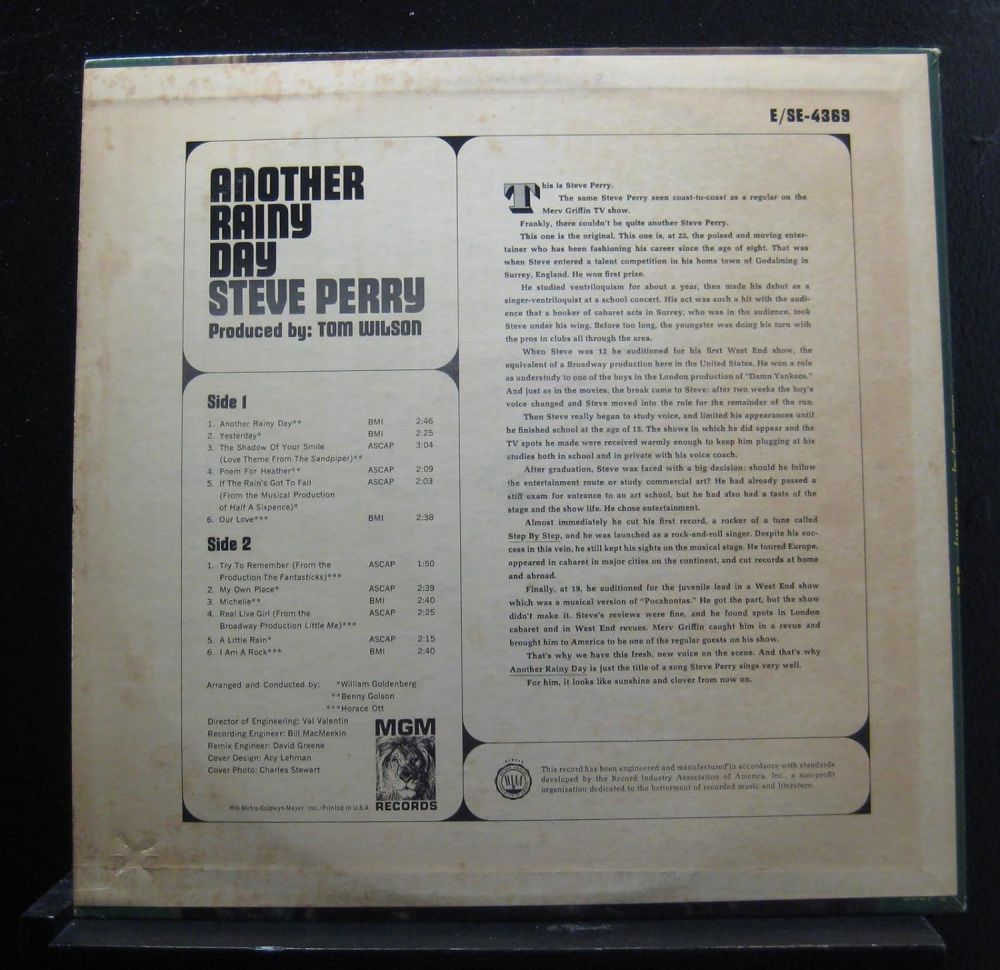 E/SE-4369
ANOTHER
RAINY
DAY
STEVE PERRY
Produced by: TOM WILSON
Side 1
1. Another Rainy Day** BMI 2:46
2. Yesterday* BMI 2:25
3. The Shadow Of Your Smile ASCAP 3:04
(Love Theme From The Sandpiper)**
4. Poem For Heather** ASCAP 2:09
5. If The Rain's Got To Fall ASCAP 2:03
(From the Musical Production
of Half A Sixpence)*
6. Our Love*** BMI 2:38
Side 2
1. Try To Remember (From the ASCAP 1:50
Production The Fantasticks)***
2. My Own Place* ASCAP 2:39
3. Michelle** BMI 2:40
4. Real Live Girl (From the ASCAP 2:25
Broadway Production Little Me)***
5. A Little Rain* ASCAP 2:15
6. I Am A Rock*** BMI 2:40
Arranged and Conducted by: *William Goldenberg
**Benny Golson
***Horace Ott
Director of Engineering: Val Valentin
Recording Engineer: Bill MacMeekin
Remix Engineer: David Greene
Cover Design: Acy Lehman
Cover Photo: Charles Stewart
MGM
RECORDS
Metro-Goldwyn-Mayer Inc./Printed in U.S.A.
This is Steve Perry.
The same Steve Perry seen coast-to-coast as a regular on the
Merv Griffin TV show.
Frankly, there couldn't be quite another Steve Perry.
This one is the original. This one is, at 22, the poised and moving enter-
tainer who has been fashioning his career since the age of eight. That was
when Steve entered a talent competition in his home town of Godalming in
Surrey, England. He won first prize.
He studied ventriloquism for about a year, then made his debut as a
singer-ventriloquist at a school concert. His act was such a hit with the audi-
ence that a booker of cabaret acts in Surrey, who was in the audience, took
Steve under his wing. Before too long, the youngster was doing his turn with
the pros in clubs all through the area.
When Steve was 12 he auditioned for his first West End show, the
equivalent of a Broadway production here in the United States. He won a role
as understudy to one of the boys in the London production of "Damn Yankees."
And just as in the movies, the break came to Steve: after two weeks the boy's
voice changed and Steve moved into the role for the remainder of the run.
Then Steve really began to study voice, and limited his appearances until
he finished school at the age of 15. The shows in which he did appear and the
TV spots he made were received warmly enough to keep him plugging at his
studies both in school and in private with his voice coach.
After graduation, Steve was faced with a big decision: should he follow
the entertainment route or study commercial art? He had already passed a
stiff exam for entrance to an art school, but he had also had a taste of the
stage and the show life. He chose entertainment.
Almost immediately he cut his first record, a rocker of a tune called
Step By Step, and he was launched as a rock-and-roll singer. Despite his suc-
cess in this vein, he still kept his sights on the musical stage. He toured Europe,
appeared in cabaret in major cities on the continent, and cut records at home
and abroad.
Finally, at 19, he auditioned for the juvenile lead in a West End show
which was a musical version of "Pocahontas." He got the part, but the show
didn't make it. Steve's reviews were fine, and he found spots in London
cabaret and in West End revues. Merv Griffin caught him in a revue and
brought him to America to be one of the regular guests on his show.
That's why we have this fresh, new voice on the scene. And that's why
Another Rainy Day is just the title of a song Steve Perry sings very well.
For him, it looks like sunshine and clover from now on.
RIAA
This record has been engineered and manufactured in accordance with standards
developed by the Record Industry Association of America, Inc., a non-profit
organization dedicated to the betterment of recorded music and literature.